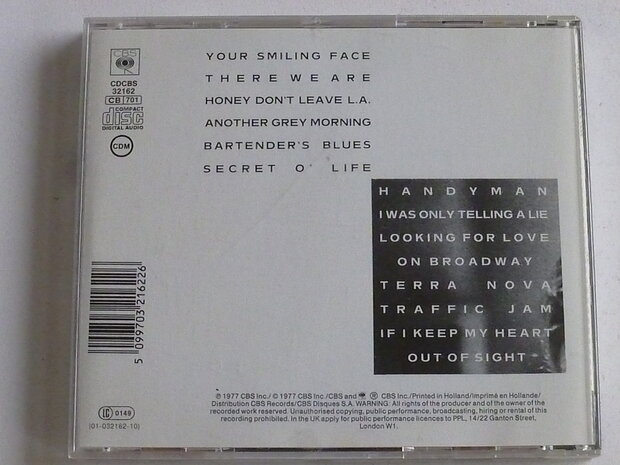 CBS
CDCBS
32162
CB 701
COMPACT
disc
DIGITAL AUDIO
CDM
YOUR SMILING FACE
THERE WE ARE
HONEY DON'T LEAVE L.A.
ANOTHER GREY MORNING
BARTENDER'S BLUES
SECRET O' LIFE
HANDYMAN
I WAS ONLY TELLING A LIE
LOOKING FOR LOVE
ON BROADWAY
TERRA NOVA
TRAFFIC JAM
IF I KEEP MY HEART
OUT OF SIGHT
5 099703 216226
LC 0149
(01-032162-10)
℗ 1977 CBS Inc./ © 1977 CBS Inc./CBS and ® CBS Inc./Printed in Holland/Imprimé en Hollande/
Distribution CBS Records/CBS Disques S.A. WARNING: All rights of the producer and of the owner of the
recorded work reserved. Unauthorised copying, public performance, broadcasting, hiring or rental of this
recording prohibited. In the UK apply for public performance licences to PPL, 14/22 Ganton Street,
London W1.